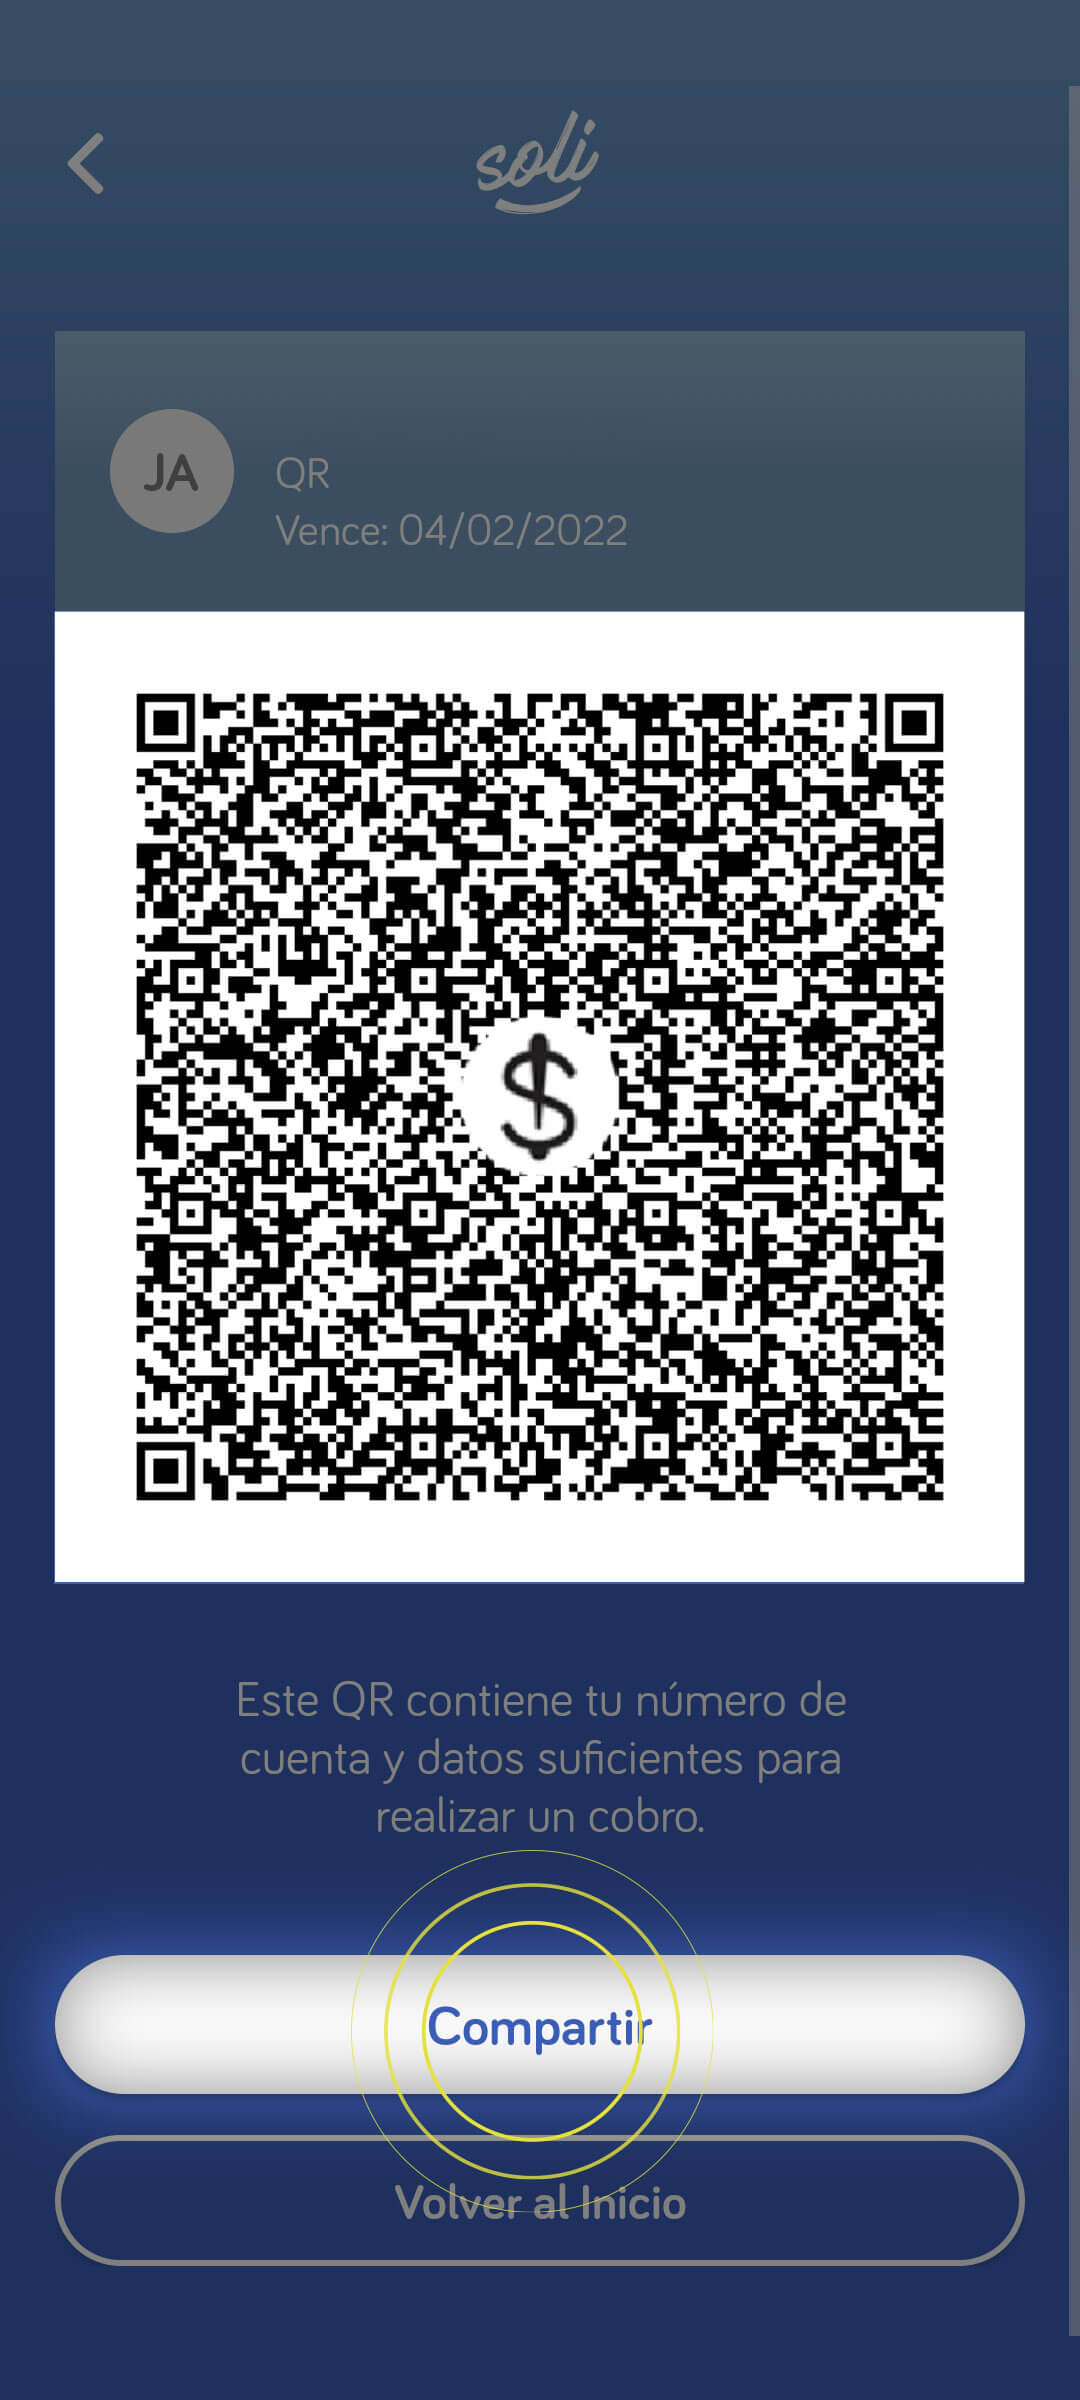 soli
JA
QR
Vence: 04/02/2022
$
Este QR contiene tu número de
cuenta y datos suficientes para
realizar un cobro.
Compartir
Volver al Inicio